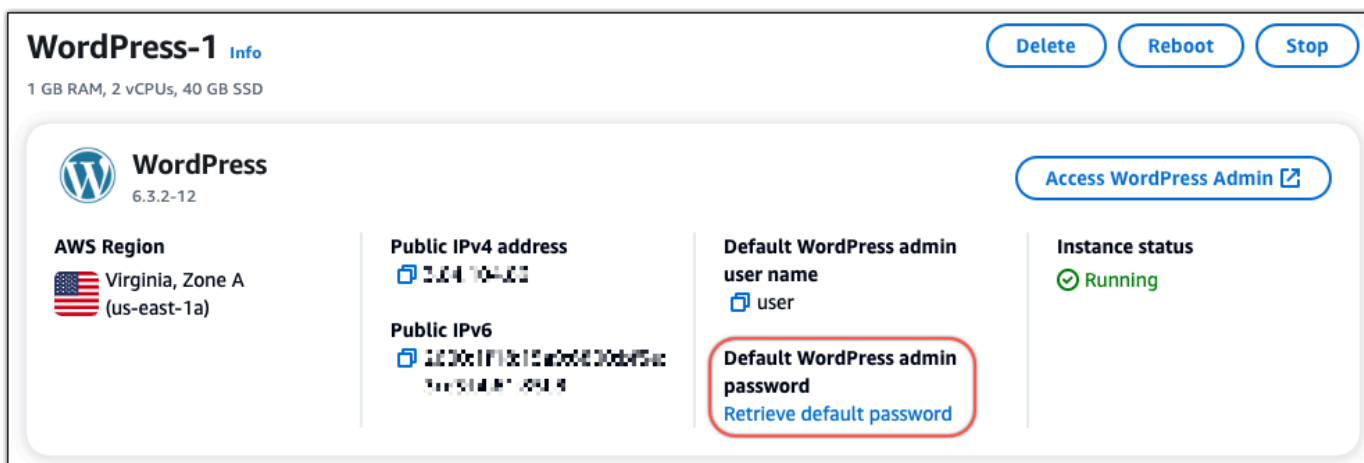 WordPress-1 Info
Delete
Reboot
Stop
1 GB RAM, 2 vCPUs, 40 GB SSD
WordPress
6.3.2-12
Access WordPress Admin
AWS Region
Virginia, Zone A
(us-east-1a)
Public IPv4 address
Public IPv6
Default WordPress admin
user name
user
Default WordPress admin
password
Retrieve default password
Instance status
Running